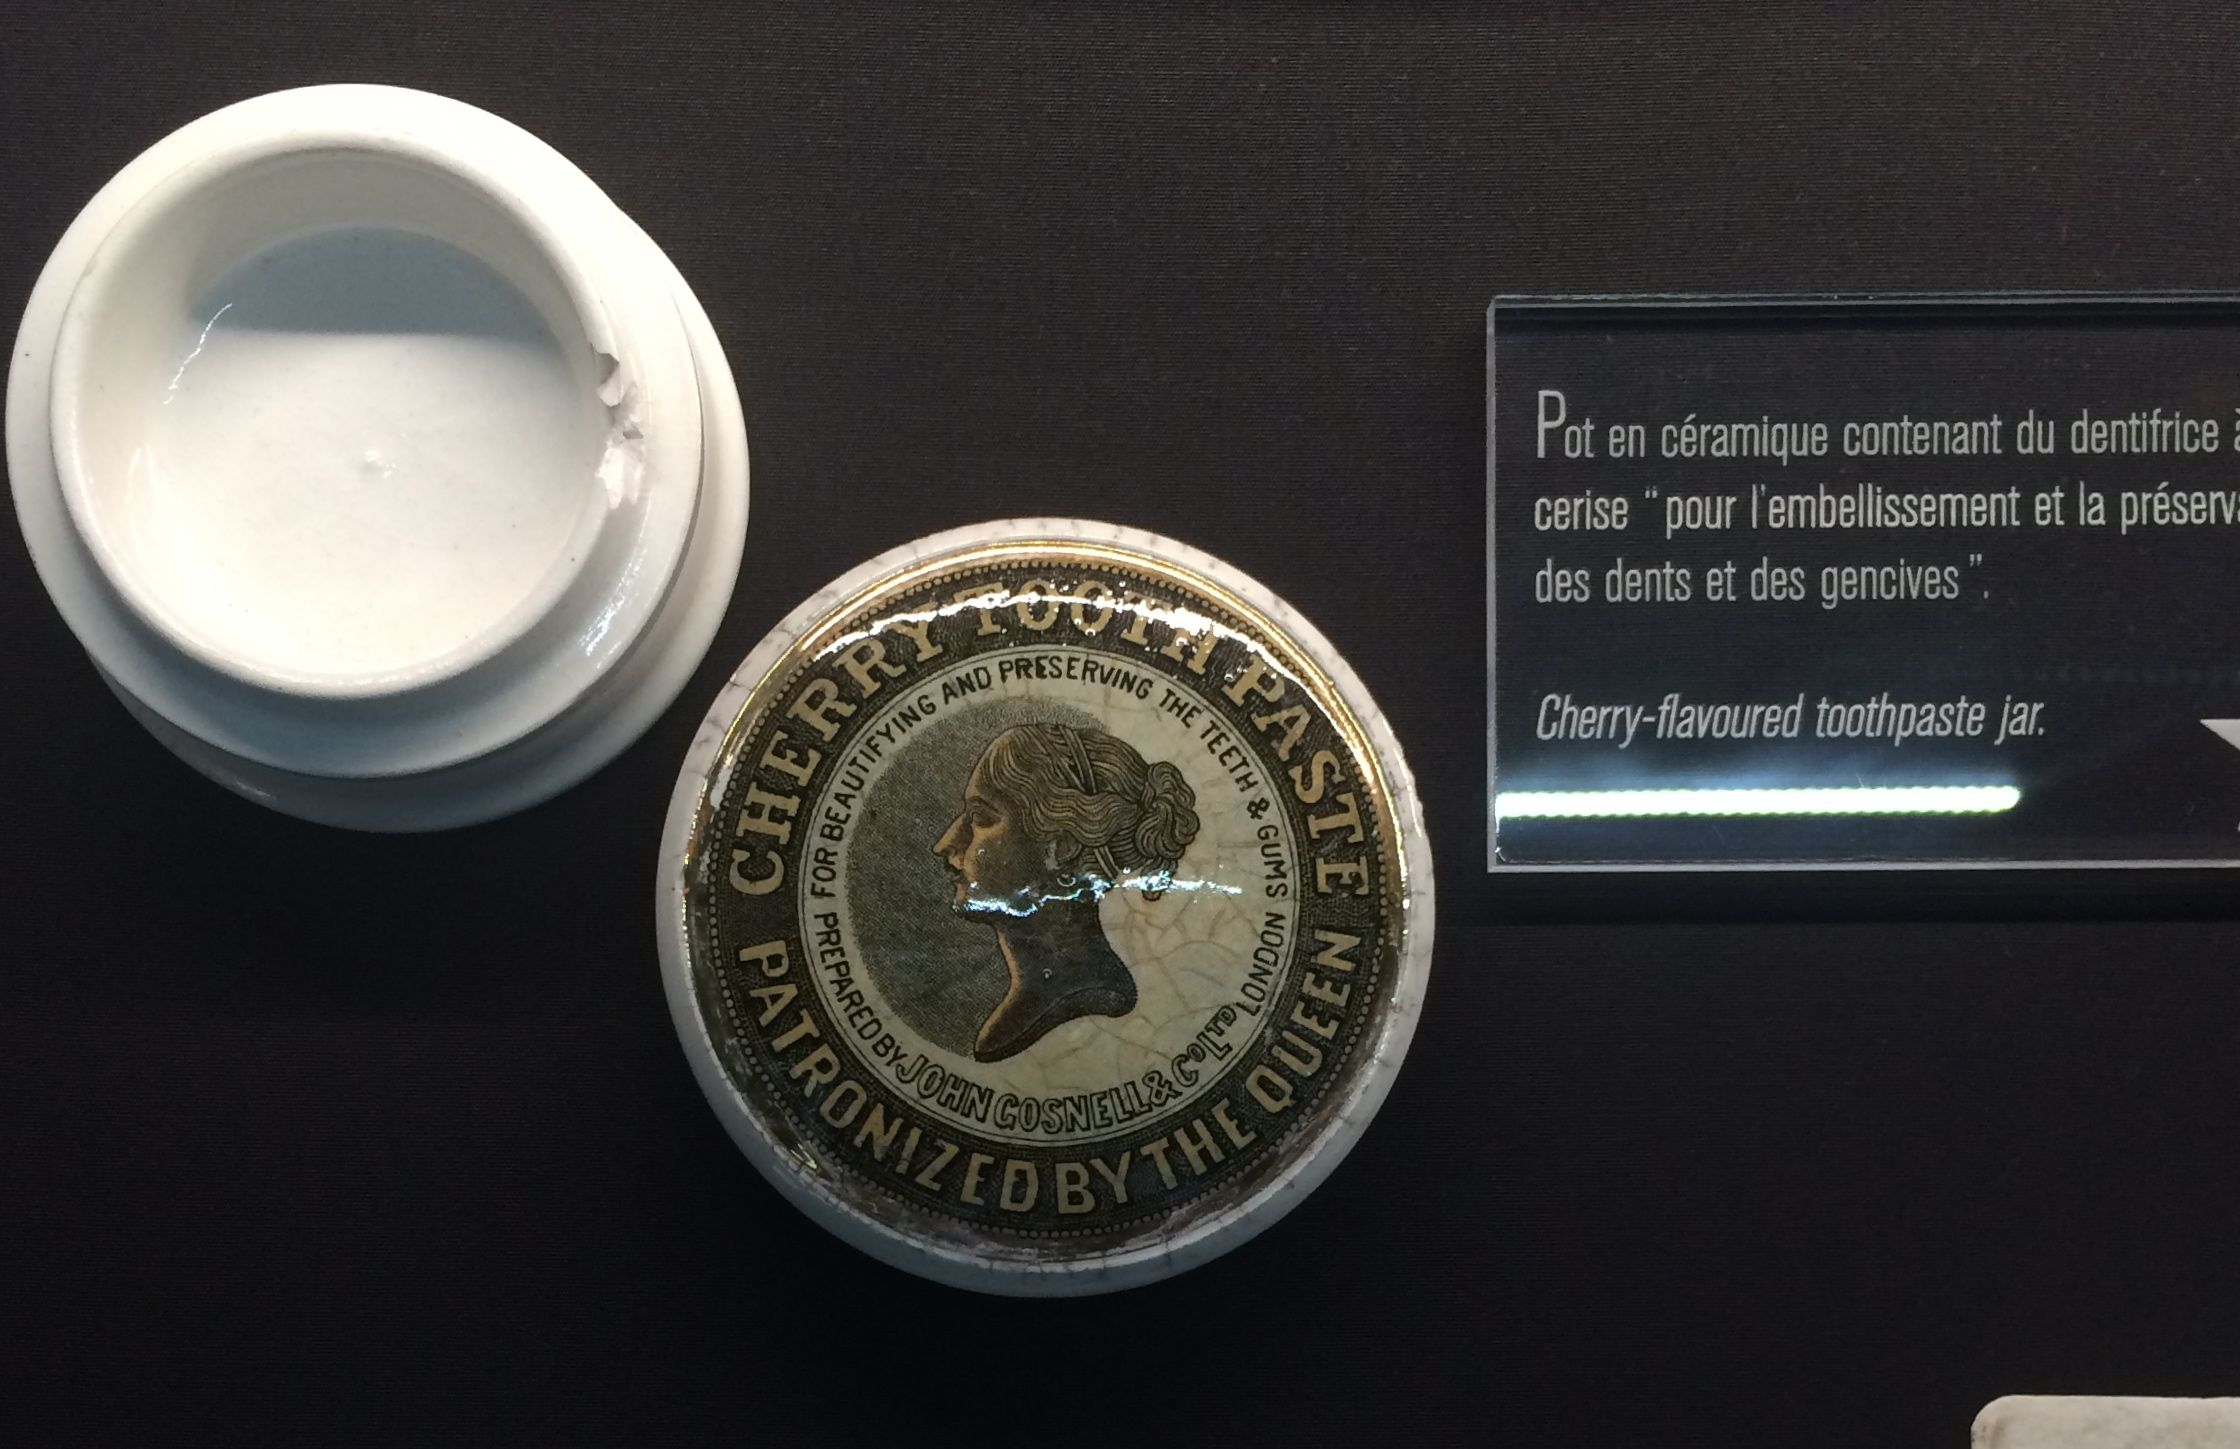 CHERRY TOOTH PASTE
PATRONIZED BY THE QUEEN
FOR BEAUTIFYING AND PRESERVING THE TEETH & GUMS
PREPARED BY JOHN GOSNELL & Cº LTD LONDON
Pot en céramique contenant du dentifrice
cerise "pour l'embellissement et la
des dents et des gencives".
Cherry-flavoured toothpaste jar.